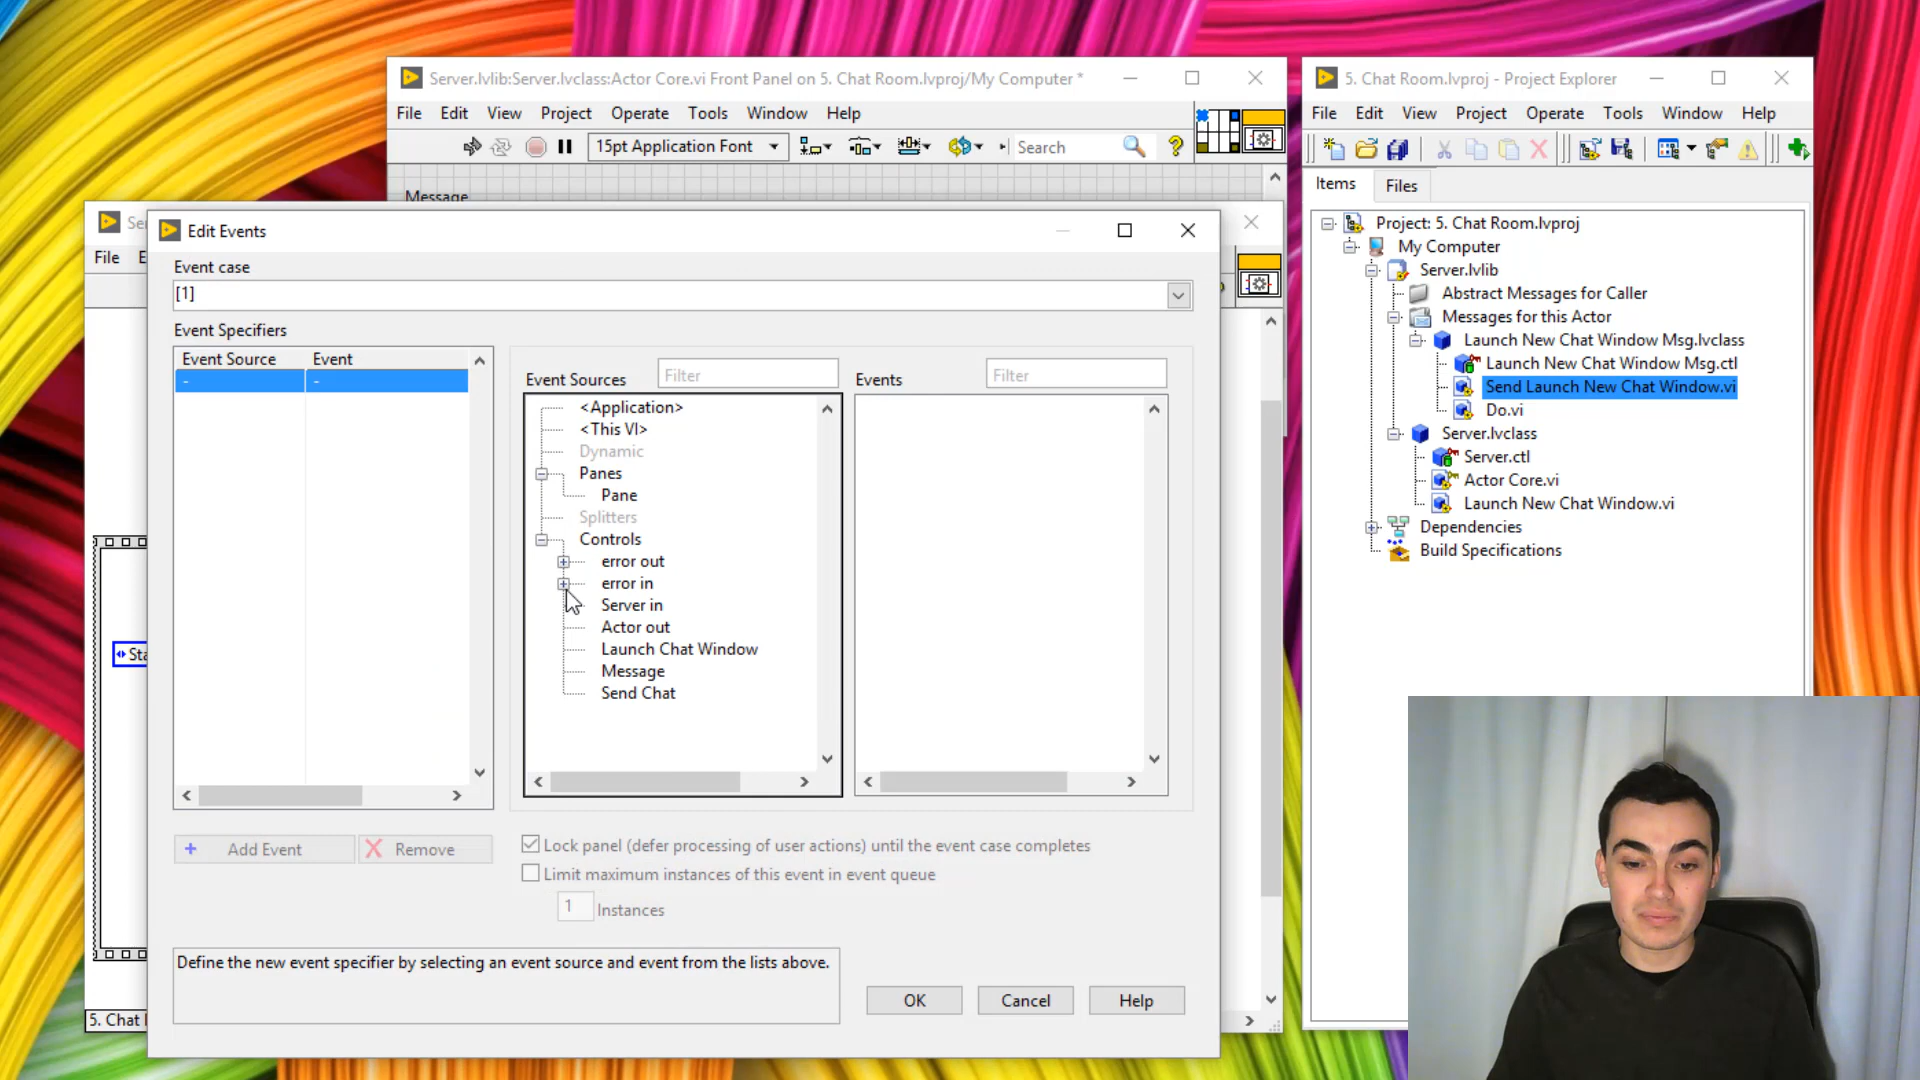 Server.lvlib:Server.lvclass:Actor Core.vi Front Panel on 5. Chat Room.lvproj/My Computer *
File Edit View Project Operate Tools Window Help
15pt Application Font
Search
Message
File
Sta
5. Chat
Edit Events
Event case
[1]
Event Specifiers
Event Source Event
- -
Add Event
Remove
Event Sources
Filter
<Application>
<This VI>
Dynamic
Panes
Pane
Splitters
Controls
error out
error in
Server in
Actor out
Launch Chat Window
Message
Send Chat
Events
Filter
Lock panel (defer processing of user actions) until the event case completes
Limit maximum instances of this event in event queue
1 Instances
Define the new event specifier by selecting an event source and event from the lists above.
OK
Cancel
Help
5. Chat Room.lvproj - Project Explorer
File Edit View Project Operate Tools Window Help
Items Files
Project: 5. Chat Room.lvproj
My Computer
Server.lvlib
Abstract Messages for Caller
Messages for this Actor
Launch New Chat Window Msg.lvclass
Launch New Chat Window Msg.ctl
Send Launch New Chat Window.vi
Do.vi
Server.lvclass
Server.ctl
Actor Core.vi
Launch New Chat Window.vi
Dependencies
Build Specifications